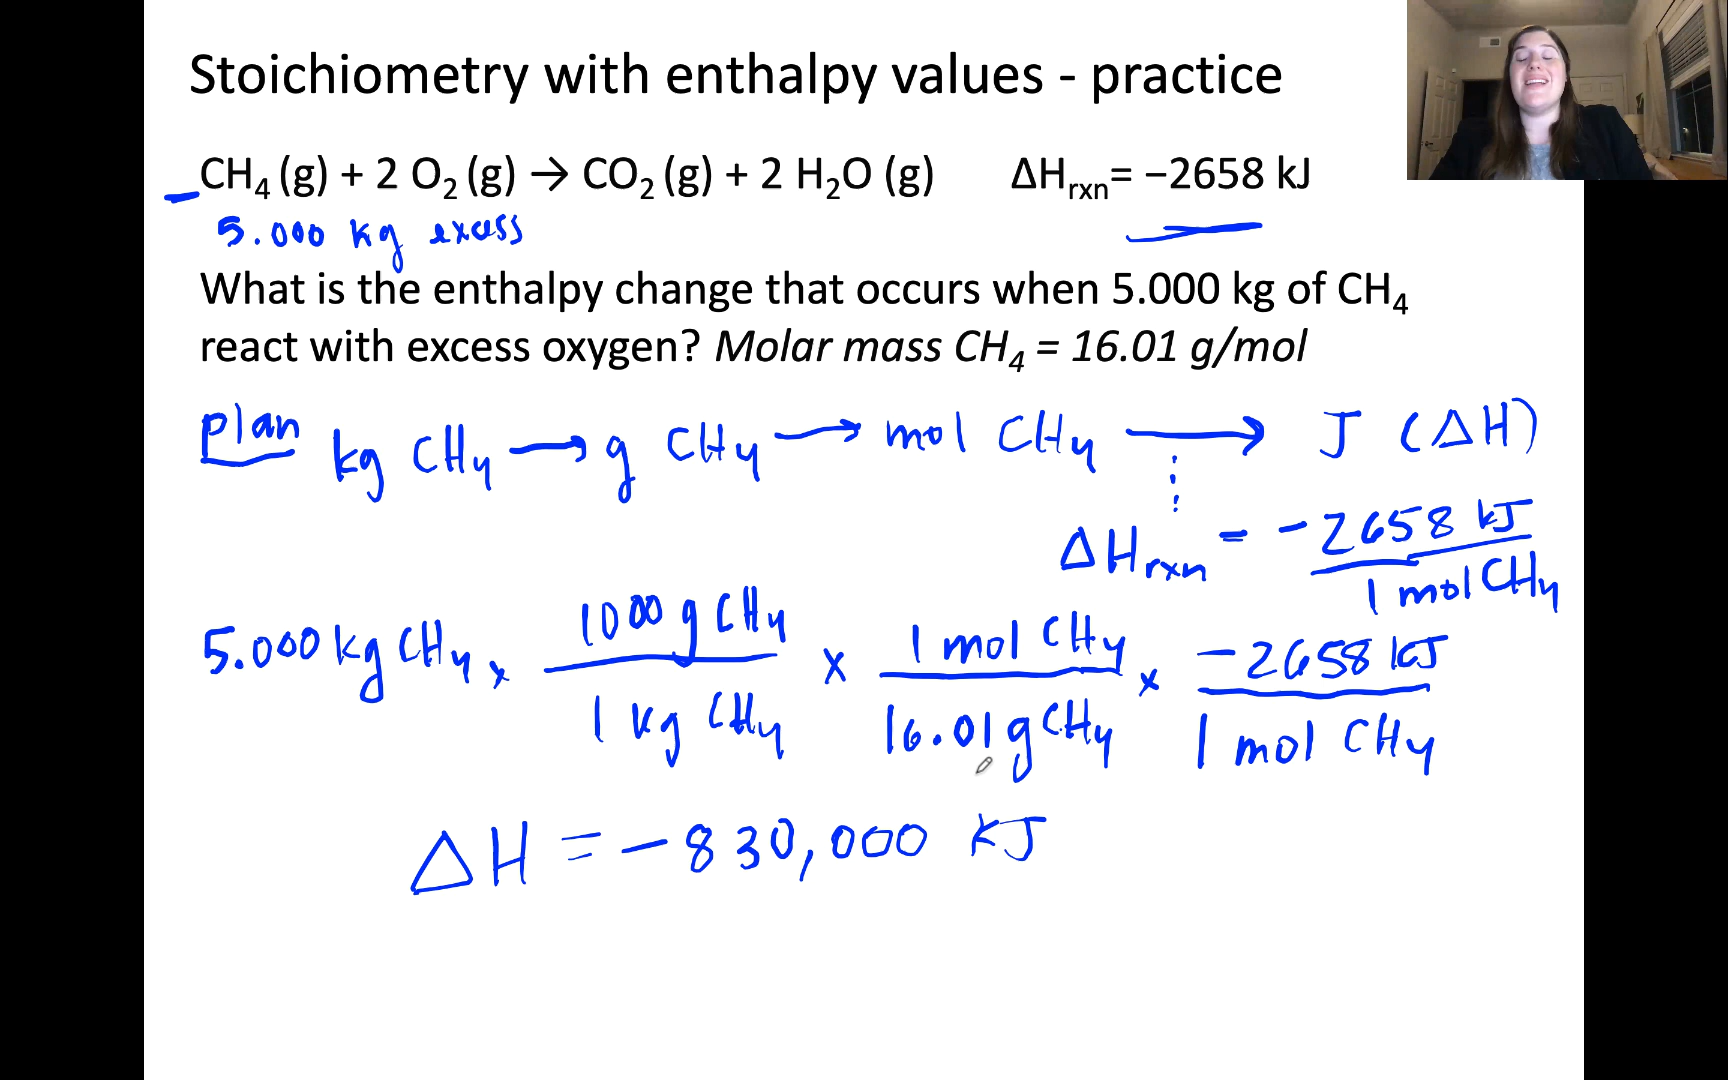 Stoichiometry with enthalpy values - practice
CH₄ (g) + 2 O₂ (g) → CO₂ (g) + 2 H₂O (g) ΔHrxn= −2658 kJ
5.000 kg excess
What is the enthalpy change that occurs when 5.000 kg of CH₄
react with excess oxygen? Molar mass CH₄ = 16.01 g/mol
plan kg CH₄ → g CH₄ → mol CH₄ → J (ΔH)
ΔHrxn = -2658 kJ / 1 mol CH₄
5.000 kg CH₄ x 1000 g CH₄ / 1 kg CH₄ x 1 mol CH₄ / 16.01 g CH₄ x -2658 kJ / 1 mol CH₄
ΔH = -830,000 KJ